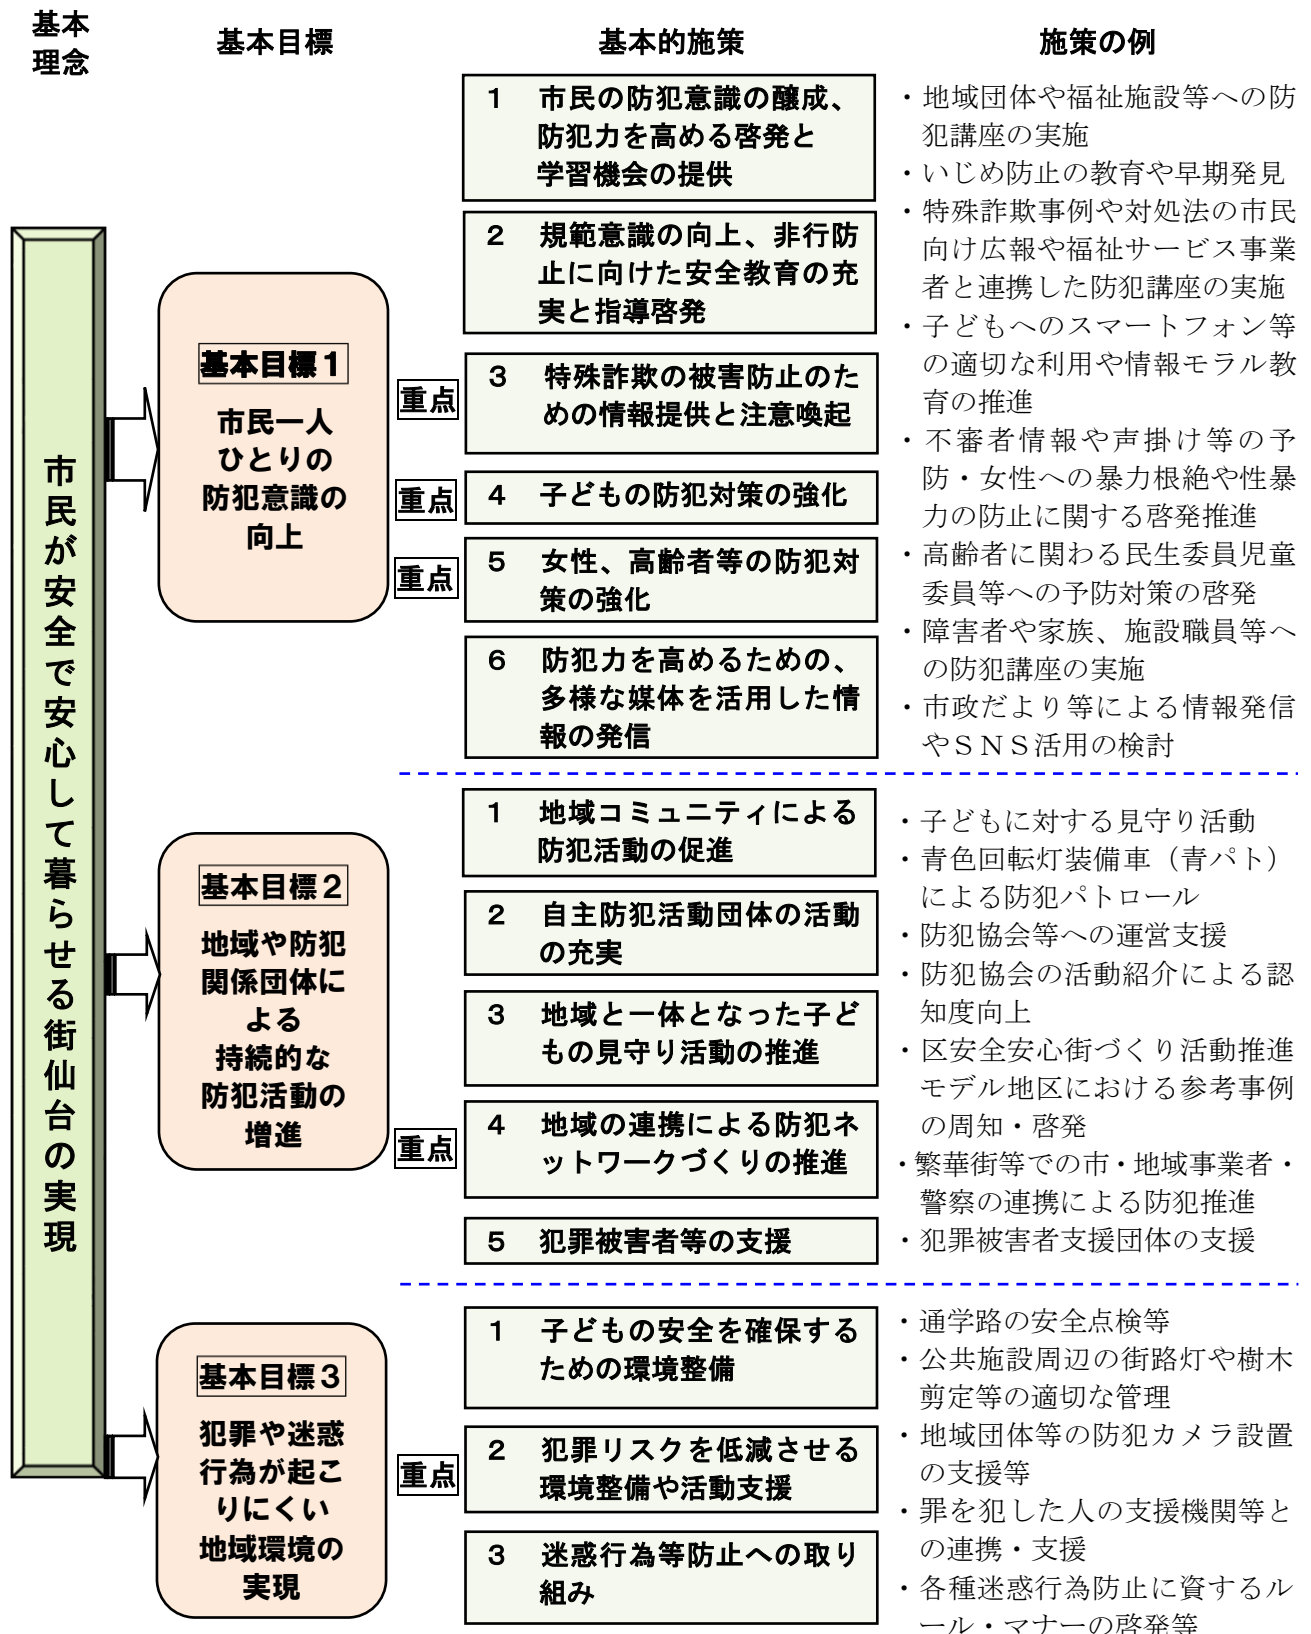 基本
理念
基本目標
基本的施策
施策の例
市民が安全で安心して暮らせる街仙台の実現
基本目標１
市民一人
ひとりの
防犯意識の
向上
１　市民の防犯意識の醸成、
防犯力を高める啓発と
学習機会の提供
２　規範意識の向上、非行防
止に向けた安全教育の充
実と指導啓発
重点
３　特殊詐欺の被害防止のた
めの情報提供と注意喚起
重点
４　子どもの防犯対策の強化
重点
５　女性、高齢者等の防犯対
策の強化
６　防犯力を高めるための、
多様な媒体を活用した情
報の発信
・地域団体や福祉施設等への防
犯講座の実施
・いじめ防止の教育や早期発見
・特殊詐欺事例や対処法の市民
向け広報や福祉サービス事業
者と連携した防犯講座の実施
・子どもへのスマートフォン等
の適切な利用や情報モラル教
育の推進
・不審者情報や声掛け等の予
防・女性への暴力根絶や性暴
力の防止に関する啓発推進
・高齢者に関わる民生委員児童
委員等への予防対策の啓発
・障害者や家族、施設職員等へ
の防犯講座の実施
・市政だより等による情報発信
やＳＮＳ活用の検討
基本目標２
地域や防犯
関係団体に
よる
持続的な
防犯活動の
増進
１　地域コミュニティによる
防犯活動の促進
２　自主防犯活動団体の活動
の充実
３　地域と一体となった子ど
もの見守り活動の推進
重点
４　地域の連携による防犯ネ
ットワークづくりの推進
５　犯罪被害者等の支援
・子どもに対する見守り活動
・青色回転灯装備車（青パト）
による防犯パトロール
・防犯協会等への運営支援
・防犯協会の活動紹介による認
知度向上
・区安全安心街づくり活動推進
モデル地区における参考事例
の周知・啓発
・繁華街等での市・地域事業者・
警察の連携による防犯推進
・犯罪被害者支援団体の支援
基本目標３
犯罪や迷惑
行為が起こ
りにくい
地域環境の
実現
１　子どもの安全を確保する
ための環境整備
重点
２　犯罪リスクを低減させる
環境整備や活動支援
３　迷惑行為等防止への取り
組み
・通学路の安全点検等
・公共施設周辺の街路灯や樹木
剪定等の適切な管理
・地域団体等の防犯カメラ設置
の支援等
・罪を犯した人の支援機関等と
の連携・支援
・各種迷惑行為防止に資するル
ール・マナーの啓発等